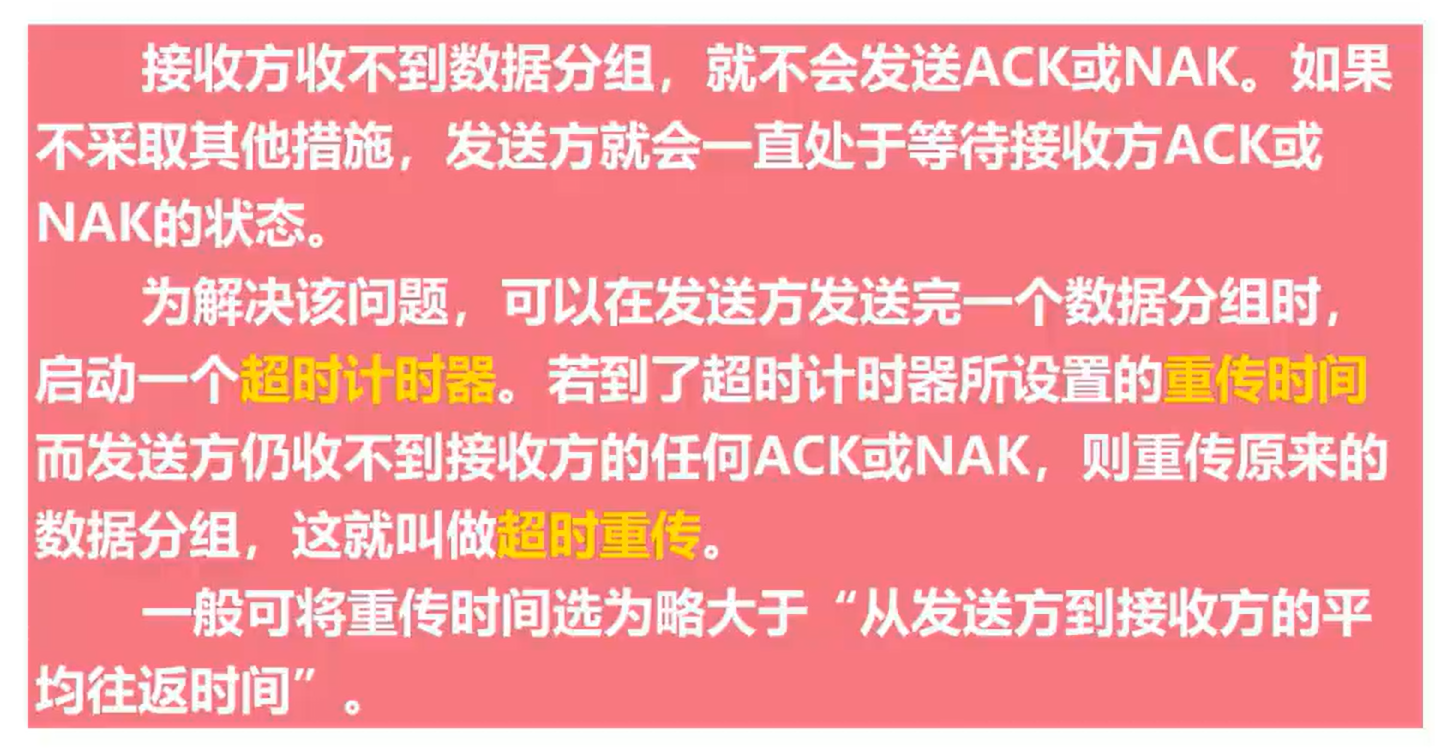 接收方收不到数据分组，就不会发送ACK或NAK。如果
不采取其他措施，发送方就会一直处于等待接收方ACK或
NAK的状态。
为解决该问题，可以在发送方发送完一个数据分组时，
启动一个超时计时器。若到了超时计时器所设置的重传时间
而发送方仍收不到接收方的任何ACK或NAK，则重传原来的
数据分组，这就叫做超时重传。
一般可将重传时间选为略大于“从发送方到接收方的平
均往返时间”。